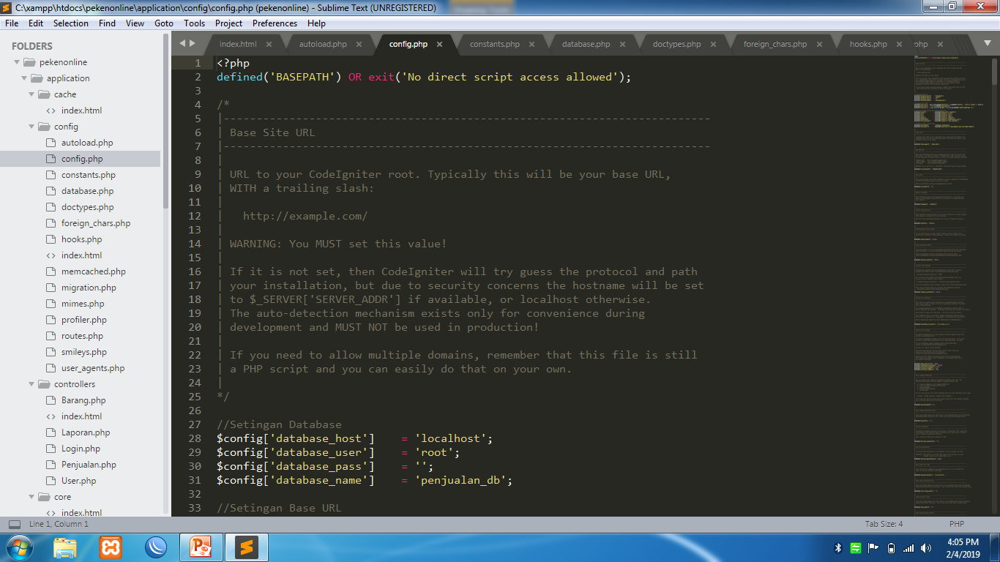 C:\xampp\htdocs\pekenonline\application\config\config.php (pekenonline) - Sublime Text (UNREGISTERED)
File Edit Selection Find View Goto Tools Project Preferences Help
FOLDERS
pekenonline
application
cache
index.html
config
autoload.php
config.php
constants.php
database.php
doctypes.php
foreign_chars.php
hooks.php
index.html
memcached.php
migration.php
mimes.php
profiler.php
routes.php
smileys.php
user_agents.php
controllers
Barang.php
index.html
Laporan.php
Login.php
Penjualan.php
User.php
core
index.html
index.html autoload.php config.php constants.php database.php doctypes.php foreign_chars.php hooks.php php
1 <?php
2 defined('BASEPATH') OR exit('No direct script access allowed');
3
4 /*
5 |--------------------------------------------------------------------------
6 | Base Site URL
7 |--------------------------------------------------------------------------
8 |
9 | URL to your CodeIgniter root. Typically this will be your base URL,
10 | WITH a trailing slash:
11 |
12 | http://example.com/
13 |
14 | WARNING: You MUST set this value!
15 |
16 | If it is not set, then CodeIgniter will try guess the protocol and path
17 | your installation, but due to security concerns the hostname will be set
18 | to $_SERVER['SERVER_ADDR'] if available, or localhost otherwise.
19 | The auto-detection mechanism exists only for convenience during
20 | development and MUST NOT be used in production!
21 |
22 | If you need to allow multiple domains, remember that this file is still
23 | a PHP script and you can easily do that on your own.
24 |
25 */
26
27 //Setingan Database
28 $config['database_host'] = 'localhost';
29 $config['database_user'] = 'root';
30 $config['database_pass'] = '';
31 $config['database_name'] = 'penjualan_db';
32
33 //Setingan Base URL
Line 1, Column 1
Tab Size: 4
PHP
4:05 PM
2/4/2019